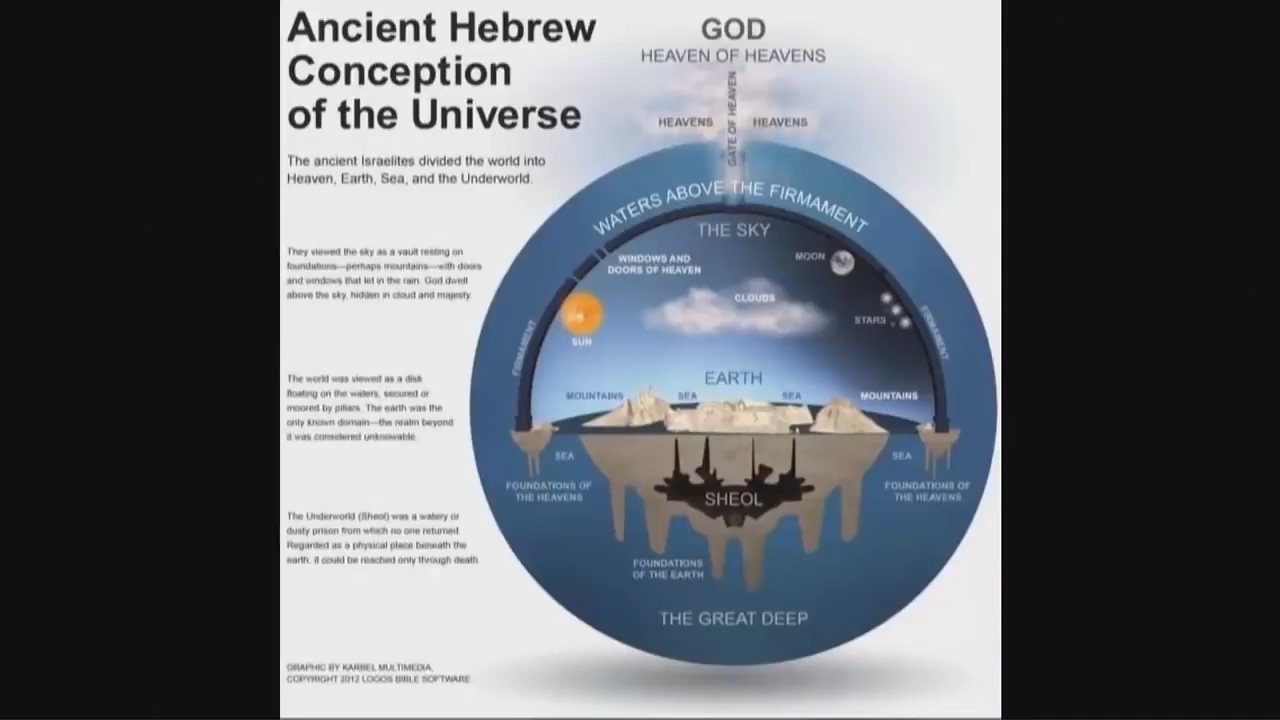 Ancient Hebrew
Conception
of the Universe
The ancient Israelites divided the world into
Heaven, Earth, Sea, and the Underworld.
They viewed the sky as a vault resting on
foundations—perhaps mountains—with doors
and windows that let in the rain. God dwelt
above the sky, hidden in cloud and majesty.
The world was viewed as a disk
floating on the waters, secured or
moored by pillars. The earth was the
only known domain—the realm beyond
it was considered unknowable.
The Underworld (Sheol) was a watery or
dusty prison from which no one returned.
Regarded as a physical place beneath the
earth, it could be reached only through death.
GRAPHIC BY KARBEL MULTIMEDIA,
COPYRIGHT 2012 LOGOS BIBLE SOFTWARE
GOD
HEAVEN OF HEAVENS
GATE OF HEAVEN
HEAVENS
HEAVENS
WATERS ABOVE THE FIRMAMENT
THE SKY
WINDOWS AND
DOORS OF HEAVEN
MOON
CLOUDS
STARS
SUN
FIRMAMENT
FIRMAMENT
EARTH
MOUNTAINS
SEA
SEA
MOUNTAINS
SEA
SEA
FOUNDATIONS OF
THE HEAVENS
FOUNDATIONS OF
THE HEAVENS
SHEOL
FOUNDATIONS
OF THE EARTH
THE GREAT DEEP